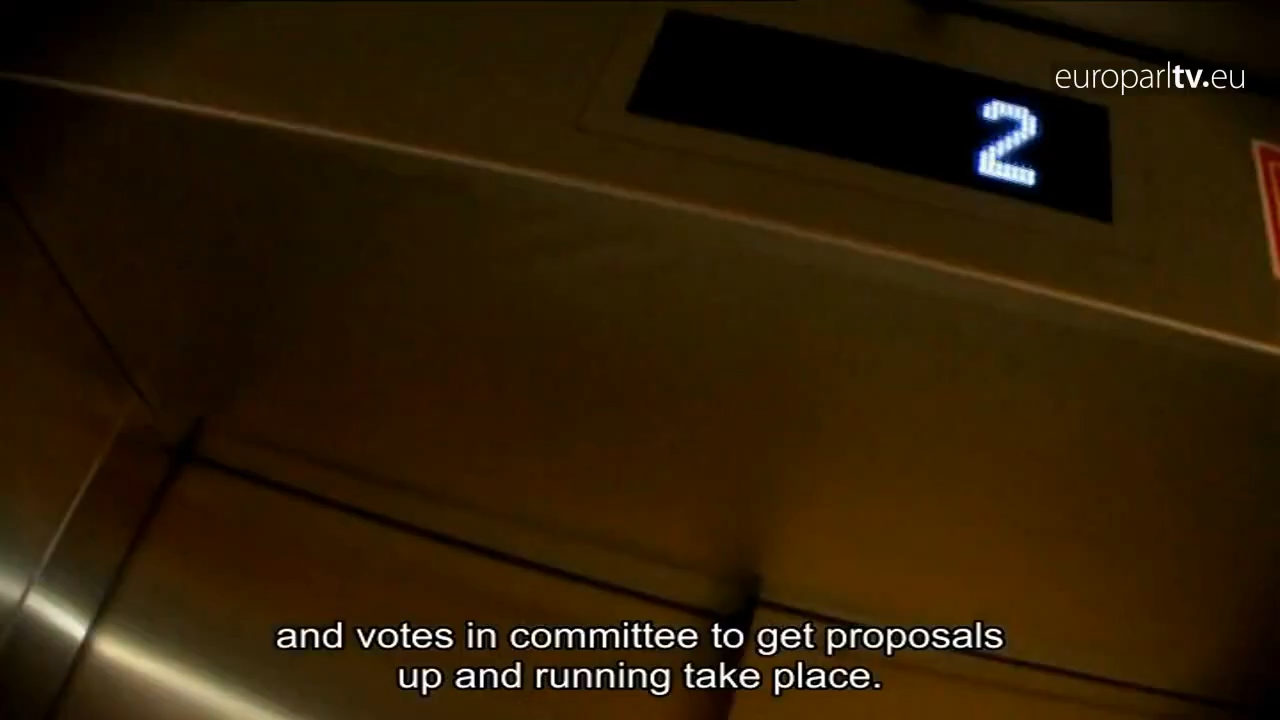 europarltv.eu
2
and votes in committee to get proposals
up and running take place.